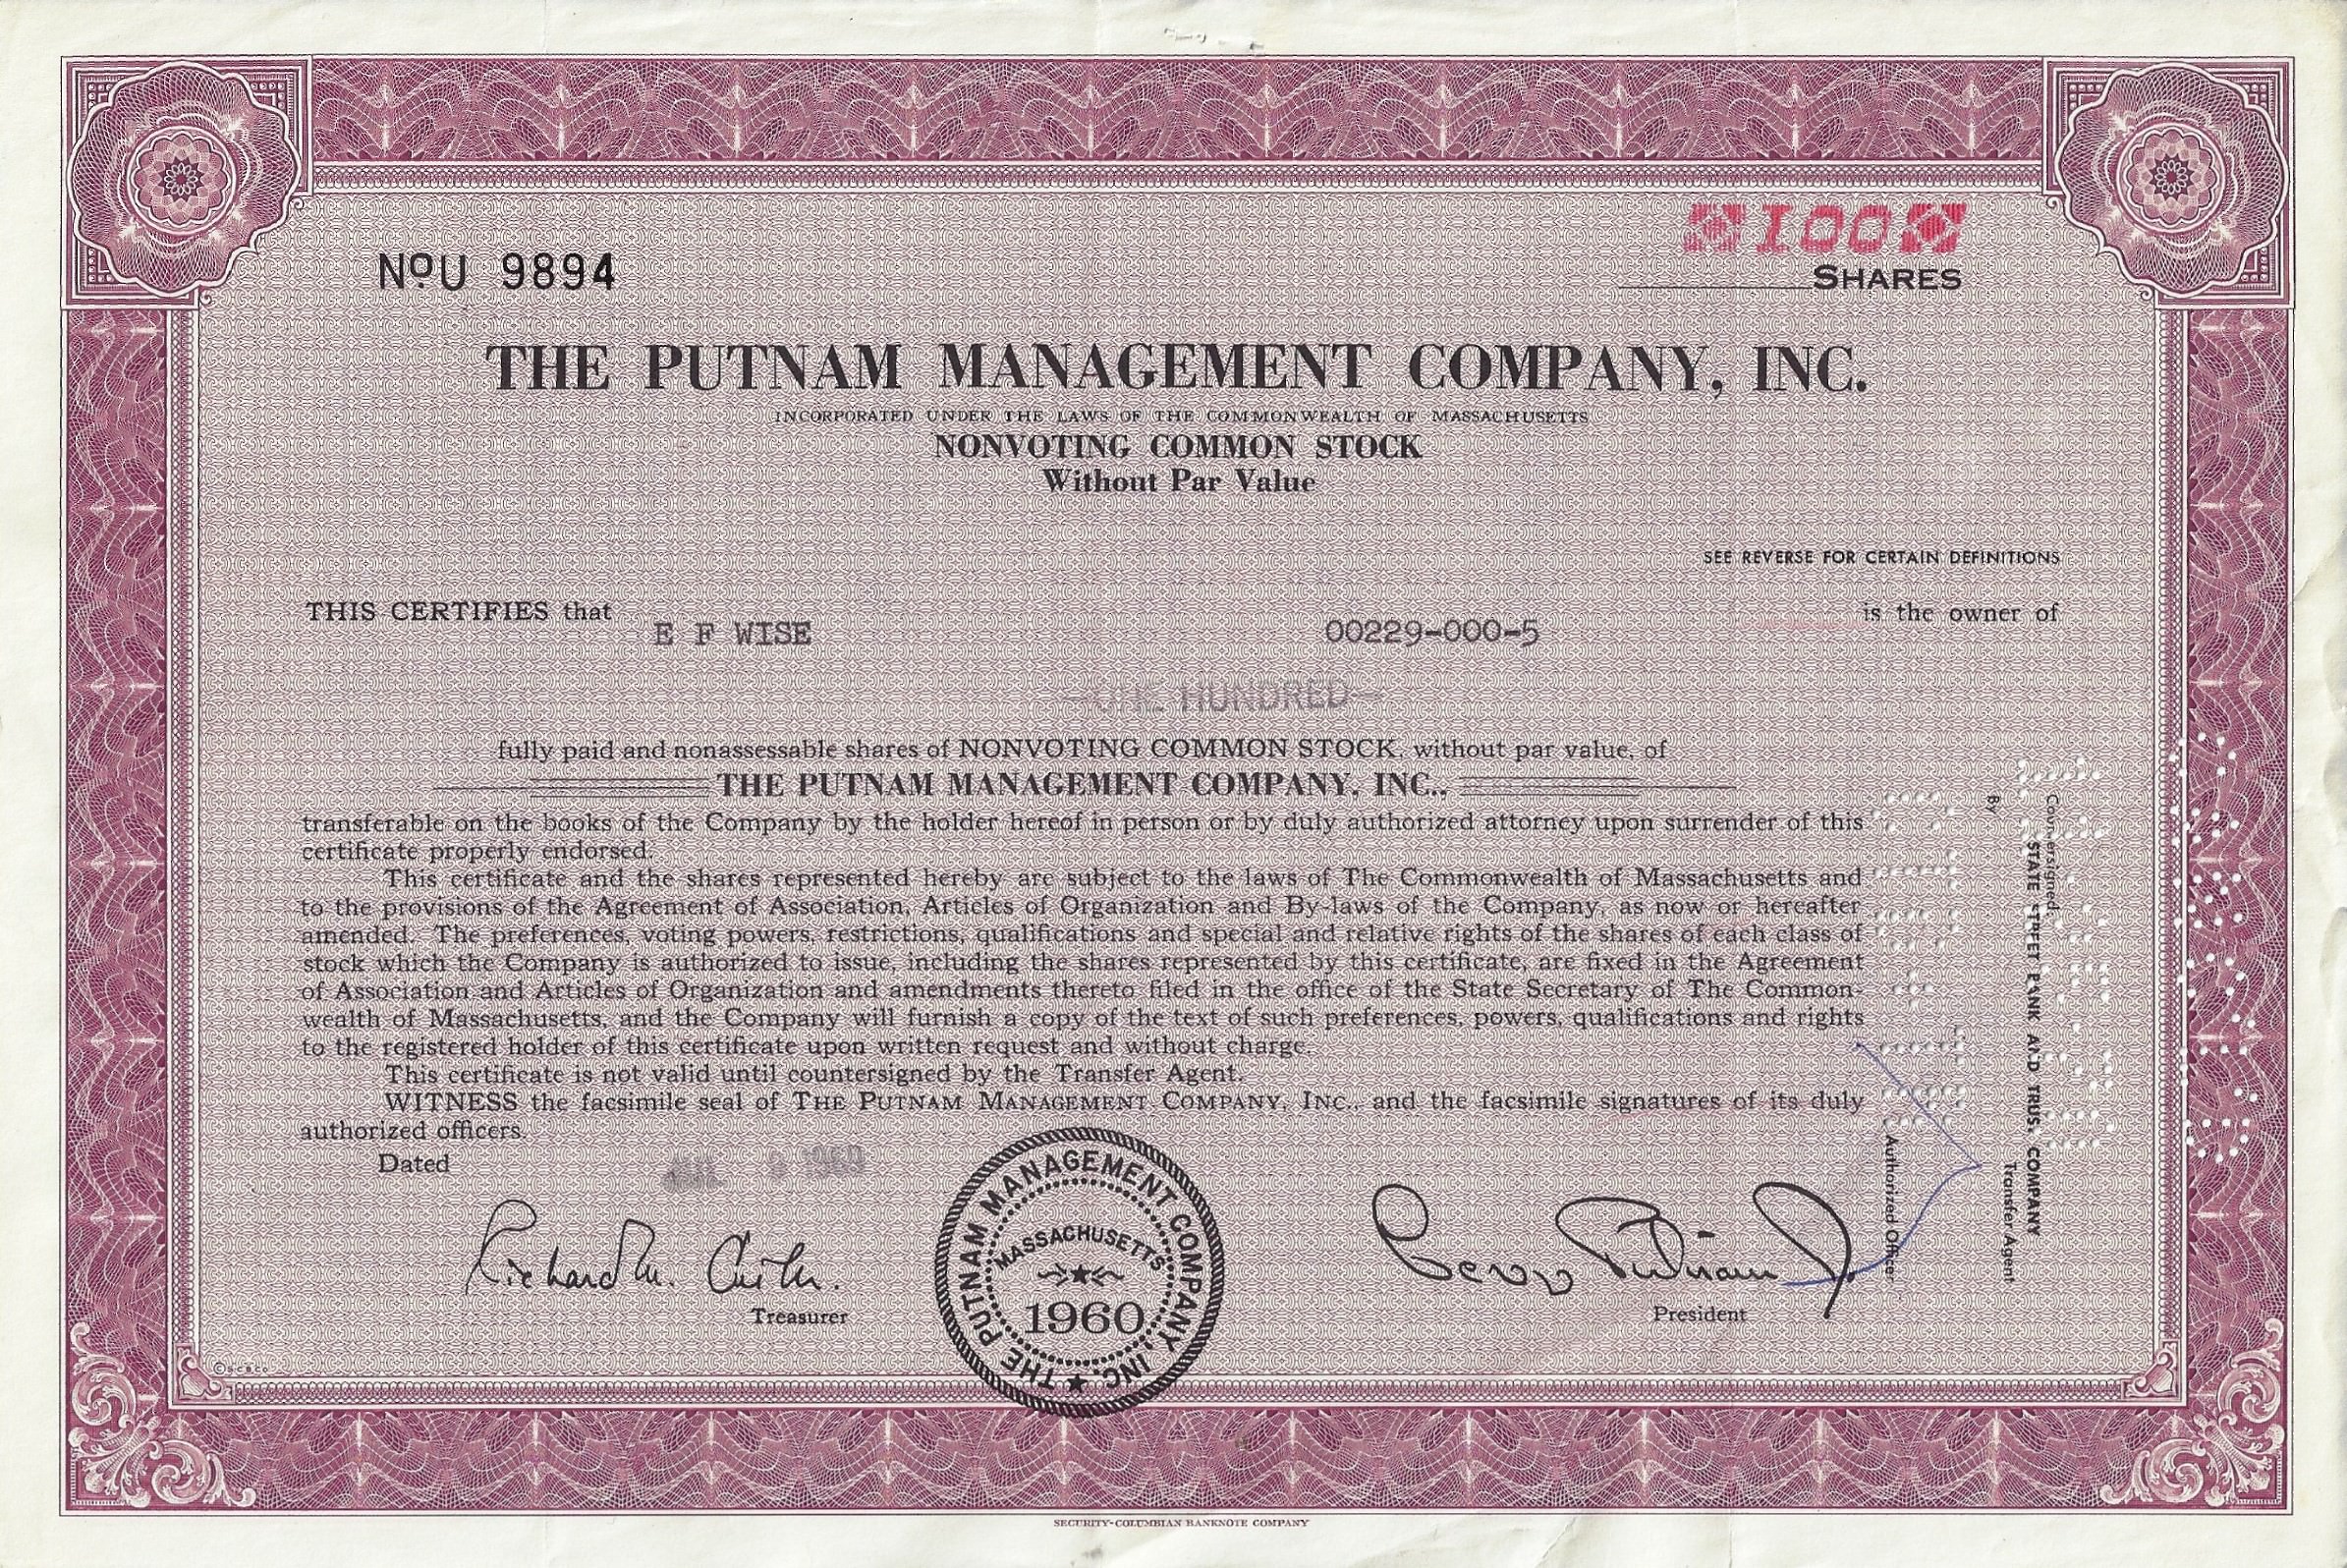 NoU 9894
100
SHARES
THE PUTNAM MANAGEMENT COMPANY, INC.
INCORPORATED UNDER THE LAWS OF THE COMMONWEALTH OF MASSACHUSETTS
NONVOTING COMMON STOCK
Without Par Value
SEE REVERSE FOR CERTAIN DEFINITIONS
THIS CERTIFIES that
E F WISE 00229-000-5
is the owner of
—ONE HUNDRED—
fully paid and nonassessable shares of NONVOTING COMMON STOCK, without par value, of
THE PUTNAM MANAGEMENT COMPANY, INC.,
transferable on the books of the Company by the holder hereof in person or by duly authorized attorney upon surrender of this
certificate properly endorsed.
This certificate and the shares represented hereby are subject to the laws of The Commonwealth of Massachusetts and
to the provisions of the Agreement of Association, Articles of Organization and By-laws of the Company, as now or hereafter
amended. The preferences, voting powers, restrictions, qualifications and special and relative rights of the shares of each class of
stock which the Company is authorized to issue, including the shares represented by this certificate, are fixed in the Agreement
of Association and Articles of Organization and amendments thereto filed in the office of the State Secretary of The Common-
wealth of Massachusetts, and the Company will furnish a copy of the text of such preferences, powers, qualifications and rights
to the registered holder of this certificate upon written request and without charge.
This certificate is not valid until countersigned by the Transfer Agent.
WITNESS the facsimile seal of THE PUTNAM MANAGEMENT COMPANY, INC., and the facsimile signatures of its duly
authorized officers.
Dated
Richard M. Cutler.
Treasurer
THE PUTNAM MANAGEMENT COMPANY, INC.
MASSACHUSETTS
1960
George Putnam Jr.
President
Countersigned:
STATE STREET BANK AND TRUST COMPANY
Transfer Agent
By
Authorized Officer
©SCBCO
SECURITY-COLUMBIAN BANKNOTE COMPANY